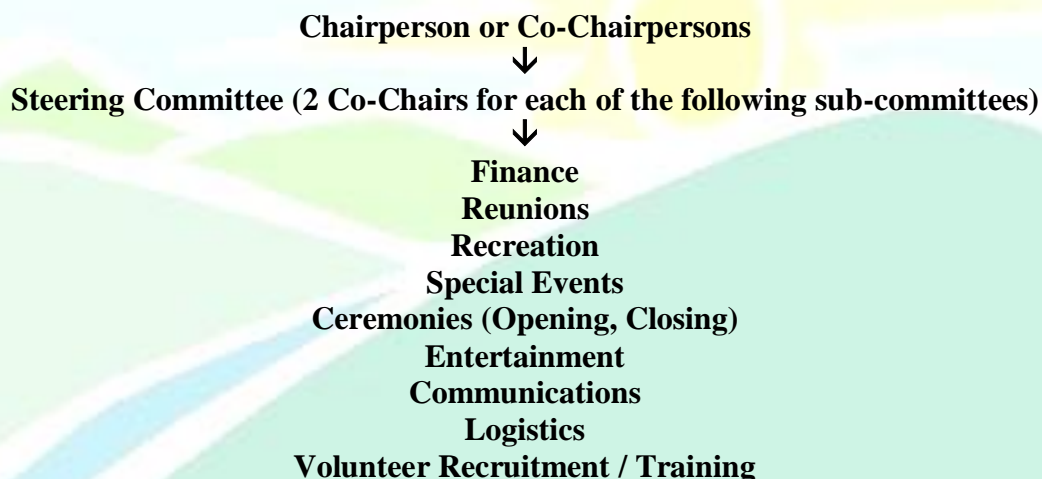 Chairperson or Co-Chairpersons
↓
Steering Committee (2 Co-Chairs for each of the following sub-committees)
↓
Finance
Reunions
Recreation
Special Events
Ceremonies (Opening, Closing)
Entertainment
Communications
Logistics
Volunteer Recruitment / Training